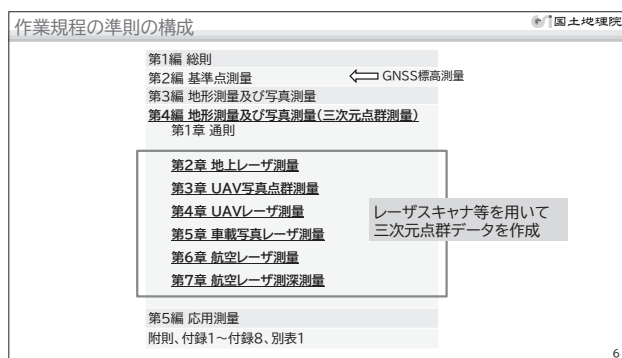 作業規程の準則の構成
国土地理院
第1編 総則
第2編 基準点測量
GNSS標高測量
第3編 地形測量及び写真測量
第4編 地形測量及び写真測量(三次元点群測量)
第1章 通則
第2章 地上レーザ測量
第3章 UAV写真点群測量
第4章 UAVレーザ測量
第5章 車載写真レーザ測量
第6章 航空レーザ測量
第7章 航空レーザ測深測量
レーザスキャナ等を用いて
三次元点群データを作成
第5編 応用測量
附則、付録1～付録8、別表1
6